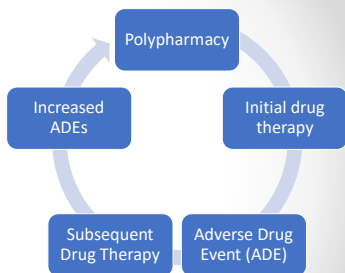 Polypharmacy
Initial drug
therapy
Adverse Drug
Event (ADE)
Subsequent
Drug Therapy
Increased
ADEs